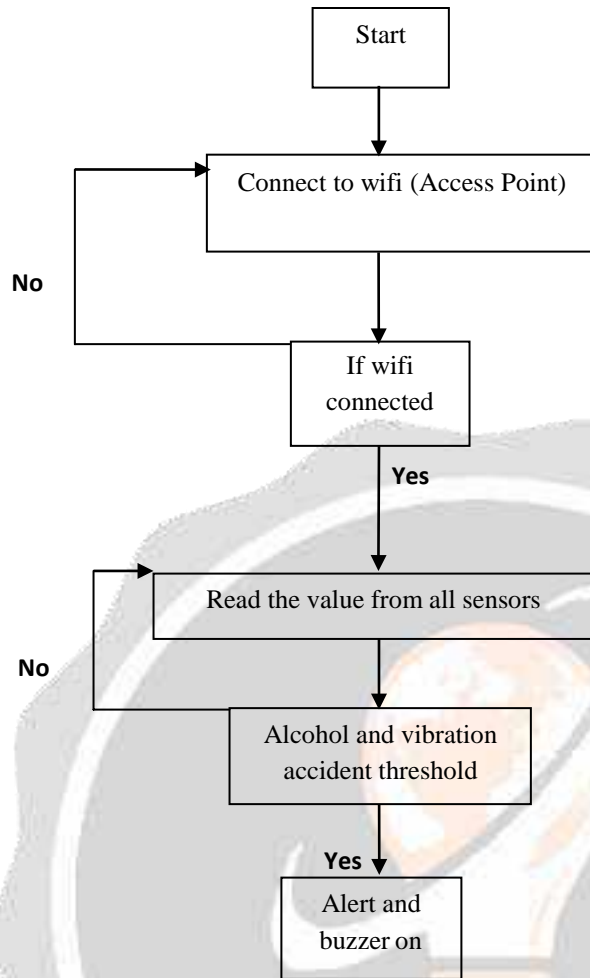 Start
Connect to wifi (Access Point)
No
If wifi
connected
Yes
Read the value from all sensors
No
Alcohol and vibration
accident threshold
Yes
Alert and
buzzer on